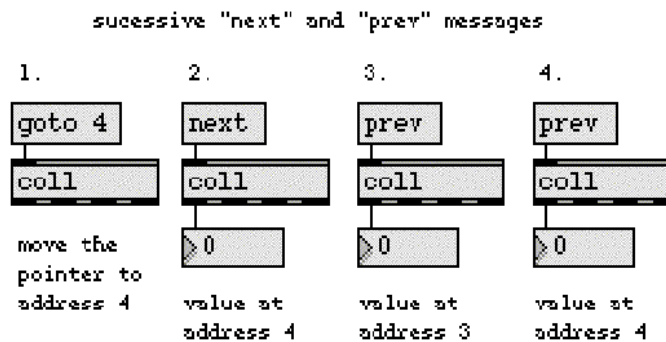 sucessive "next" and "prev" messages
1. 2. 3. 4.
goto 4 next prev prev
coll coll coll coll
0 0 0
move the
pointer to
address 4
value at
address 4
value at
address 3
value at
address 4